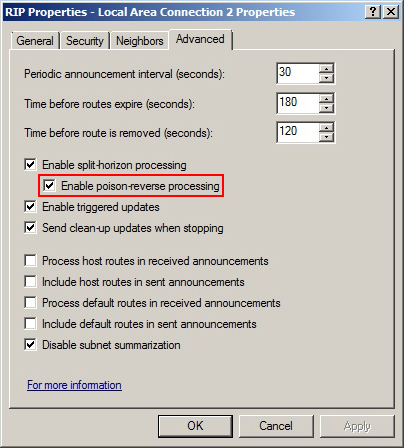 RIP Properties - Local Area Connection 2 Properties
General Security Neighbors Advanced
Periodic announcement interval (seconds): 30
Time before routes expire (seconds): 180
Time before route is removed (seconds): 120
Enable split-horizon processing
Enable poison-reverse processing
Enable triggered updates
Send clean-up updates when stopping
Process host routes in received announcements
Include host routes in sent announcements
Process default routes in received announcements
Include default routes in sent announcements
Disable subnet summarization
For more information
OK Cancel Apply